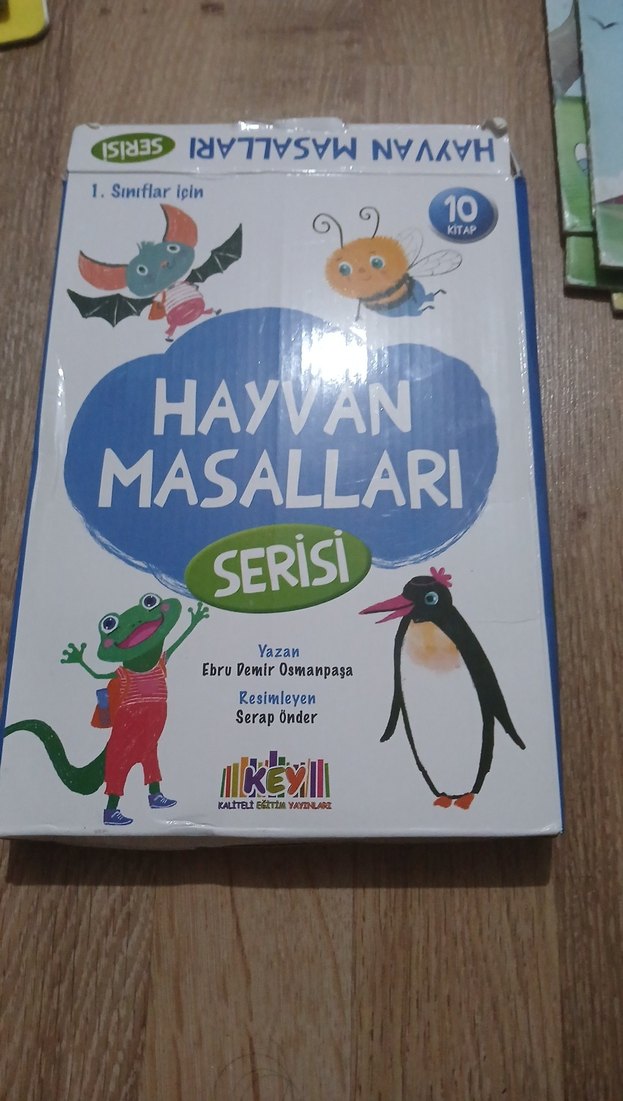 HAYVAN MASALLARI SERİSİ
1. Sınıflar için
10
KİTAP
HAYVAN
MASALLARI
SERİSİ
Yazan
Ebru Demir Osmanpaşa
Resimleyen
Serap Önder
KEY
KALİTELİ EĞİTİM YAYINLARI